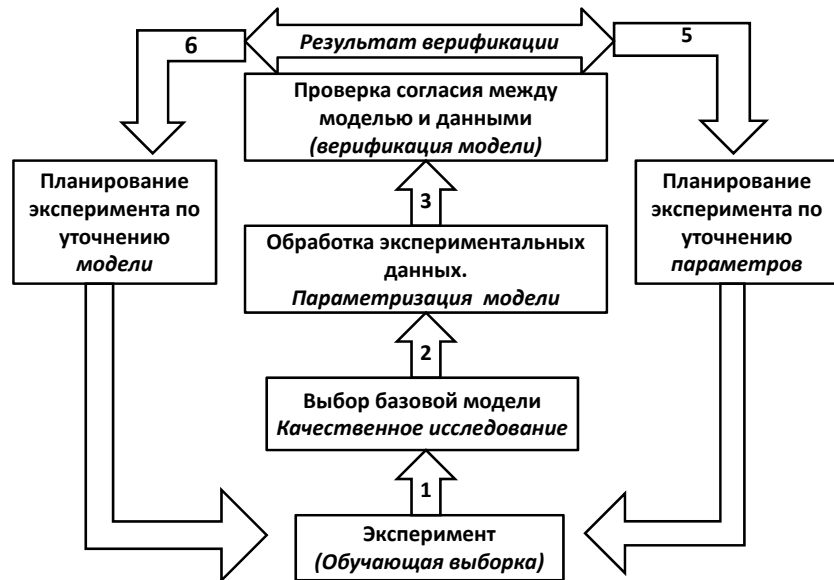 6
Результат верификации
5
Проверка согласия между
моделью и данными
(верификация модели)
Планирование
эксперимента по
уточнению
модели
3
Планирование
эксперимента по
уточнению
параметров
Обработка экспериментальных
данных.
Параметризация модели
2
Выбор базовой модели
Качественное исследование
1
Эксперимент
(Обучающая выборка)